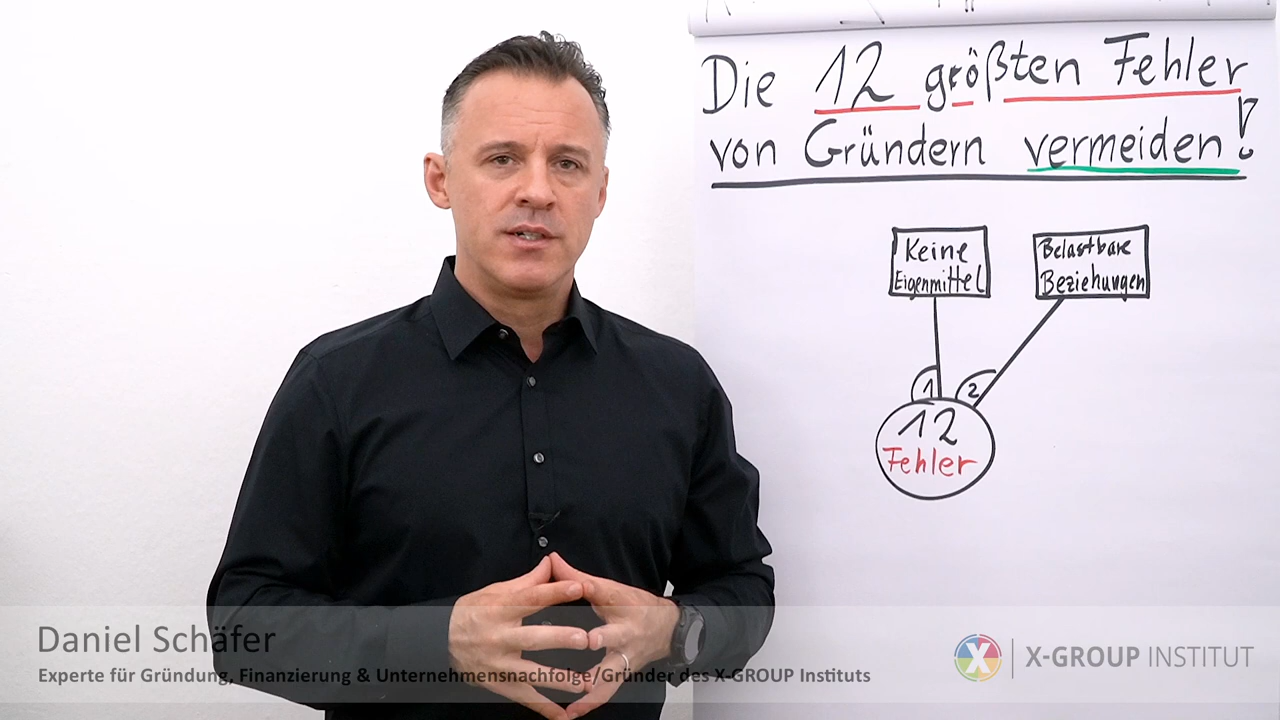 Die 12 größten Fehler
von Gründern vermeiden!
Keine
Eigenmittel
Belastbare
Beziehungen
1
2
12
Fehler
Daniel Schäfer
Experte für Gründung, Finanzierung & Unternehmensnachfolge/Gründer des X-GROUP Instituts
X-GROUP INSTITUT